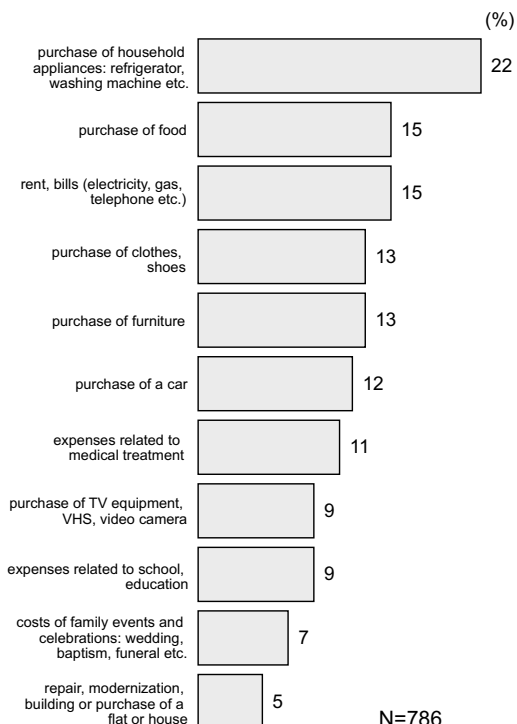 (%)
purchase of household
appliances: refrigerator,
washing machine etc.
22
purchase of food
15
rent, bills (electricity, gas,
telephone etc.)
15
purchase of clothes,
shoes
13
purchase of furniture
13
purchase of a car
12
expenses related to
medical treatment
11
purchase of TV equipment,
VHS, video camera
9
expenses related to school,
education
9
costs of family events and
celebrations: wedding,
baptism, funeral etc.
7
repair, modernization,
building or purchase of a
flat or house
5
N=786